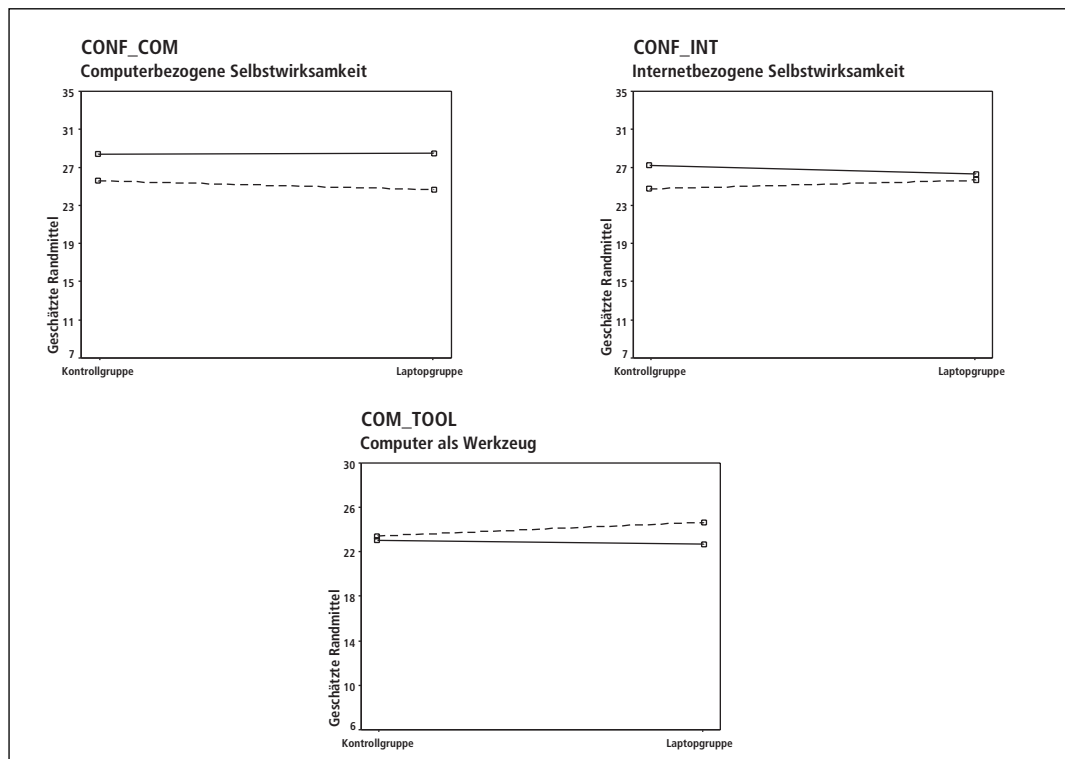 CONF_COM
Computerbezogene Selbstwirksamkeit
35
31
27
23
19
15
11
7
Geschätzte Randmittel
Kontrollgruppe
Laptopgruppe
CONF_INT
Internetbezogene Selbstwirksamkeit
35
31
27
23
19
15
11
7
Geschätzte Randmittel
Kontrollgruppe
Laptopgruppe
COM_TOOL
Computer als Werkzeug
30
26
22
18
14
10
6
Geschätzte Randmittel
Kontrollgruppe
Laptopgruppe